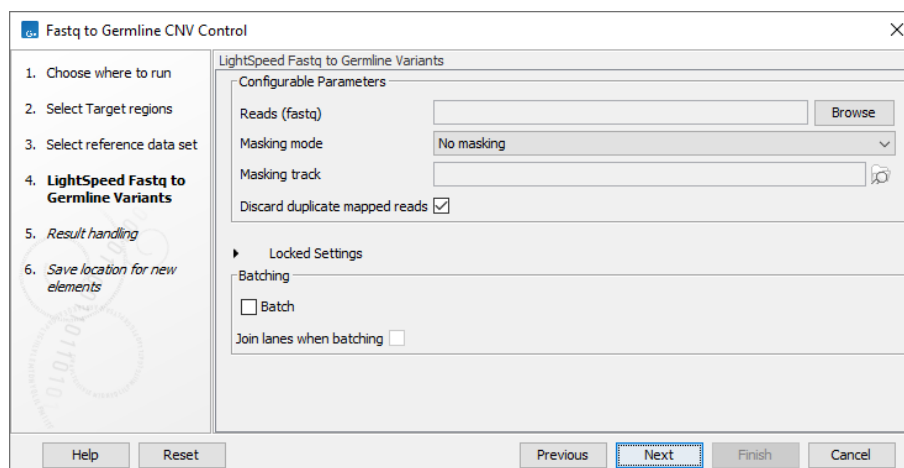 Fastq to Germline CNV Control
1. Choose where to run
2. Select Target regions
3. Select reference data set
4. LightSpeed Fastq to
Germline Variants
5. Result handling
6. Save location for new
elements
LightSpeed Fastq to Germline Variants
Configurable Parameters
Reads (fastq)
Browse
Masking mode
No masking
Masking track
Discard duplicate mapped reads
Locked Settings
Batching
Batch
Join lanes when batching
Help
Reset
Previous
Next
Finish
Cancel